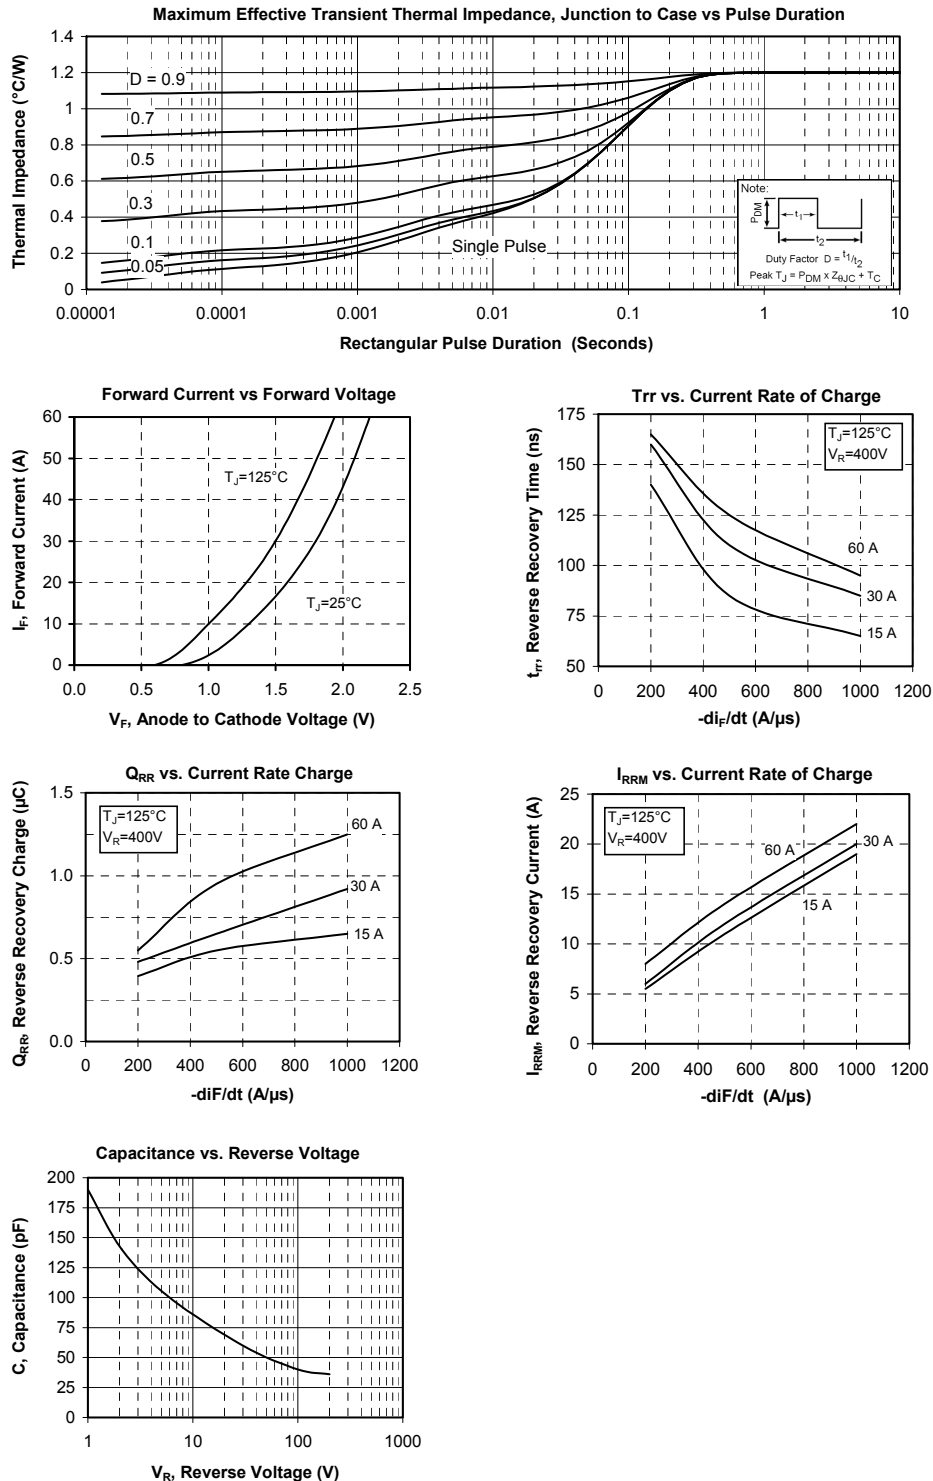 Maximum Effective Transient Thermal Impedance, Junction to Case vs Pulse Duration
Thermal Impedance (°C/W)
1.4
1.2
1
0.8
0.6
0.4
0.2
0
D = 0.9
0.7
0.5
0.3
0.1
0.05
Single Pulse
Note:
PDM
t1
t2
Duty Factor D = t1/t2
Peak TJ = PDM x ZθJC + TC
0.00001
0.0001
0.001
0.01
0.1
1
10
Rectangular Pulse Duration (Seconds)
Forward Current vs Forward Voltage
IF, Forward Current (A)
60
50
40
30
20
10
0
TJ=125°C
TJ=25°C
0.0
0.5
1.0
1.5
2.0
2.5
VF, Anode to Cathode Voltage (V)
Trr vs. Current Rate of Charge
trr, Reverse Recovery Time (ns)
175
150
125
100
75
50
TJ=125°C
VR=400V
60 A
30 A
15 A
0
200
400
600
800
1000
1200
-diF/dt (A/µs)
QRR vs. Current Rate Charge
QRR, Reverse Recovery Charge (µC)
1.5
1.0
0.5
0.0
TJ=125°C
VR=400V
60 A
30 A
15 A
0
200
400
600
800
1000
1200
-diF/dt (A/µs)
IRRM vs. Current Rate of Charge
IRRM, Reverse Recovery Current (A)
25
20
15
10
5
0
TJ=125°C
VR=400V
60 A
30 A
15 A
0
200
400
600
800
1000
1200
-diF/dt (A/µs)
Capacitance vs. Reverse Voltage
C, Capacitance (pF)
200
175
150
125
100
75
50
25
0
1
10
100
1000
VR, Reverse Voltage (V)